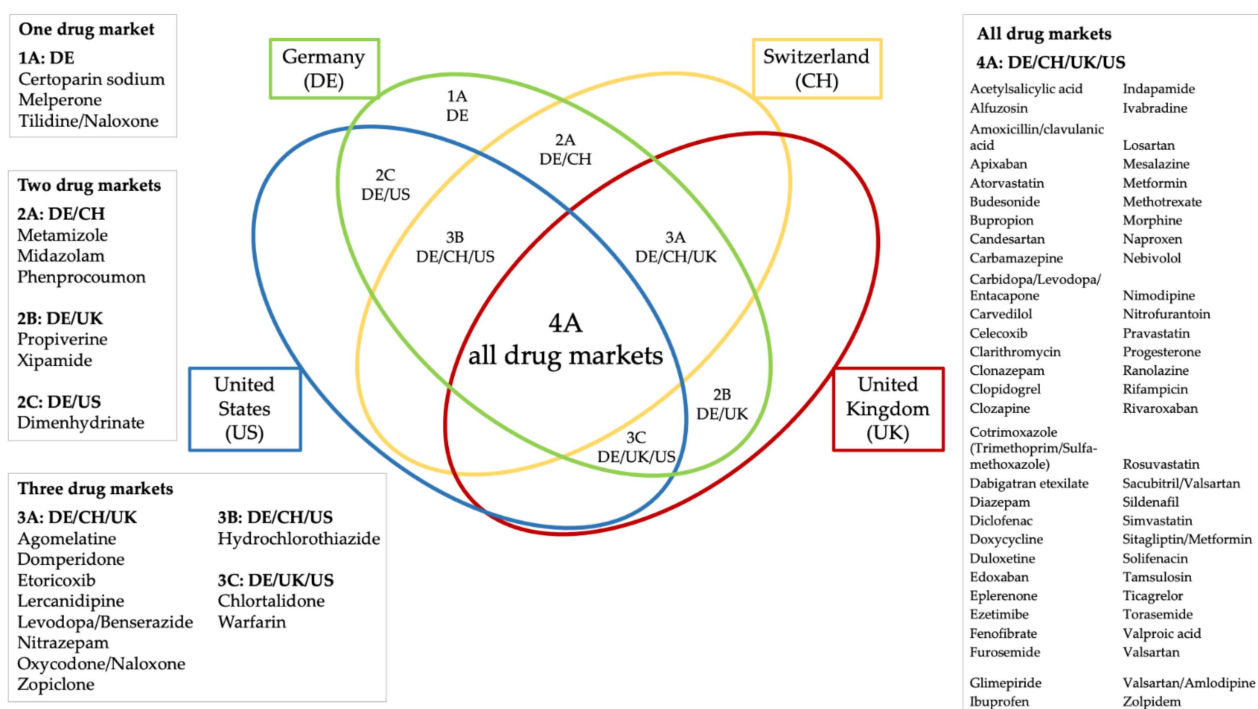 One drug market
1A: DE
Certoparin sodium
Melperone
Tilidine/Naloxone
Two drug markets
2A: DE/CH
Metamizole
Midazolam
Phenprocoumon
2B: DE/UK
Propiverine
Xipamide
2C: DE/US
Dimenhydrinate
Three drug markets
3A: DE/CH/UK
Agomelatine
Domperidone
Etoricoxib
Lercanidipine
Levodopa/Benserazide
Nitrazepam
Oxycodone/Naloxone
Zopiclone
3B: DE/CH/US
Hydrochlorothiazide
3C: DE/UK/US
Chlortalidone
Warfarin
Germany
(DE)
Switzerland
(CH)
United
States
(US)
United
Kingdom
(UK)
1A
DE
2A
DE/CH
2C
DE/US
3B
DE/CH/US
3A
DE/CH/UK
4A
all drug markets
2B
DE/UK
3C
DE/UK/US
All drug markets
4A: DE/CH/UK/US
Acetylsalicylic acid
Alfuzosin
Amoxicillin/clavulanic
acid
Apixaban
Atorvastatin
Budesonide
Bupropion
Candesartan
Carbamazepine
Carbidopa/Levodopa/
Entacapone
Carvedilol
Celecoxib
Clarithromycin
Clonazepam
Clopidogrel
Clozapine
Cotrimoxazole
(Trimethoprim/Sulfa-
methoxazole)
Dabigatran etexilate
Diazepam
Diclofenac
Doxycycline
Duloxetine
Edoxaban
Eplerenone
Ezetimibe
Fenofibrate
Furosemide
Glimepiride
Ibuprofen
Indapamide
Ivabradine
Losartan
Mesalazine
Metformin
Methotrexate
Morphine
Naproxen
Nebivolol
Nimodipine
Nitrofurantoin
Pravastatin
Progesterone
Ranolazine
Rifampicin
Rivaroxaban
Rosuvastatin
Sacubitril/Valsartan
Sildenafil
Simvastatin
Sitagliptin/Metformin
Solifenacin
Tamsulosin
Ticagrelor
Torasemide
Valproic acid
Valsartan
Valsartan/Amlodipine
Zolpidem